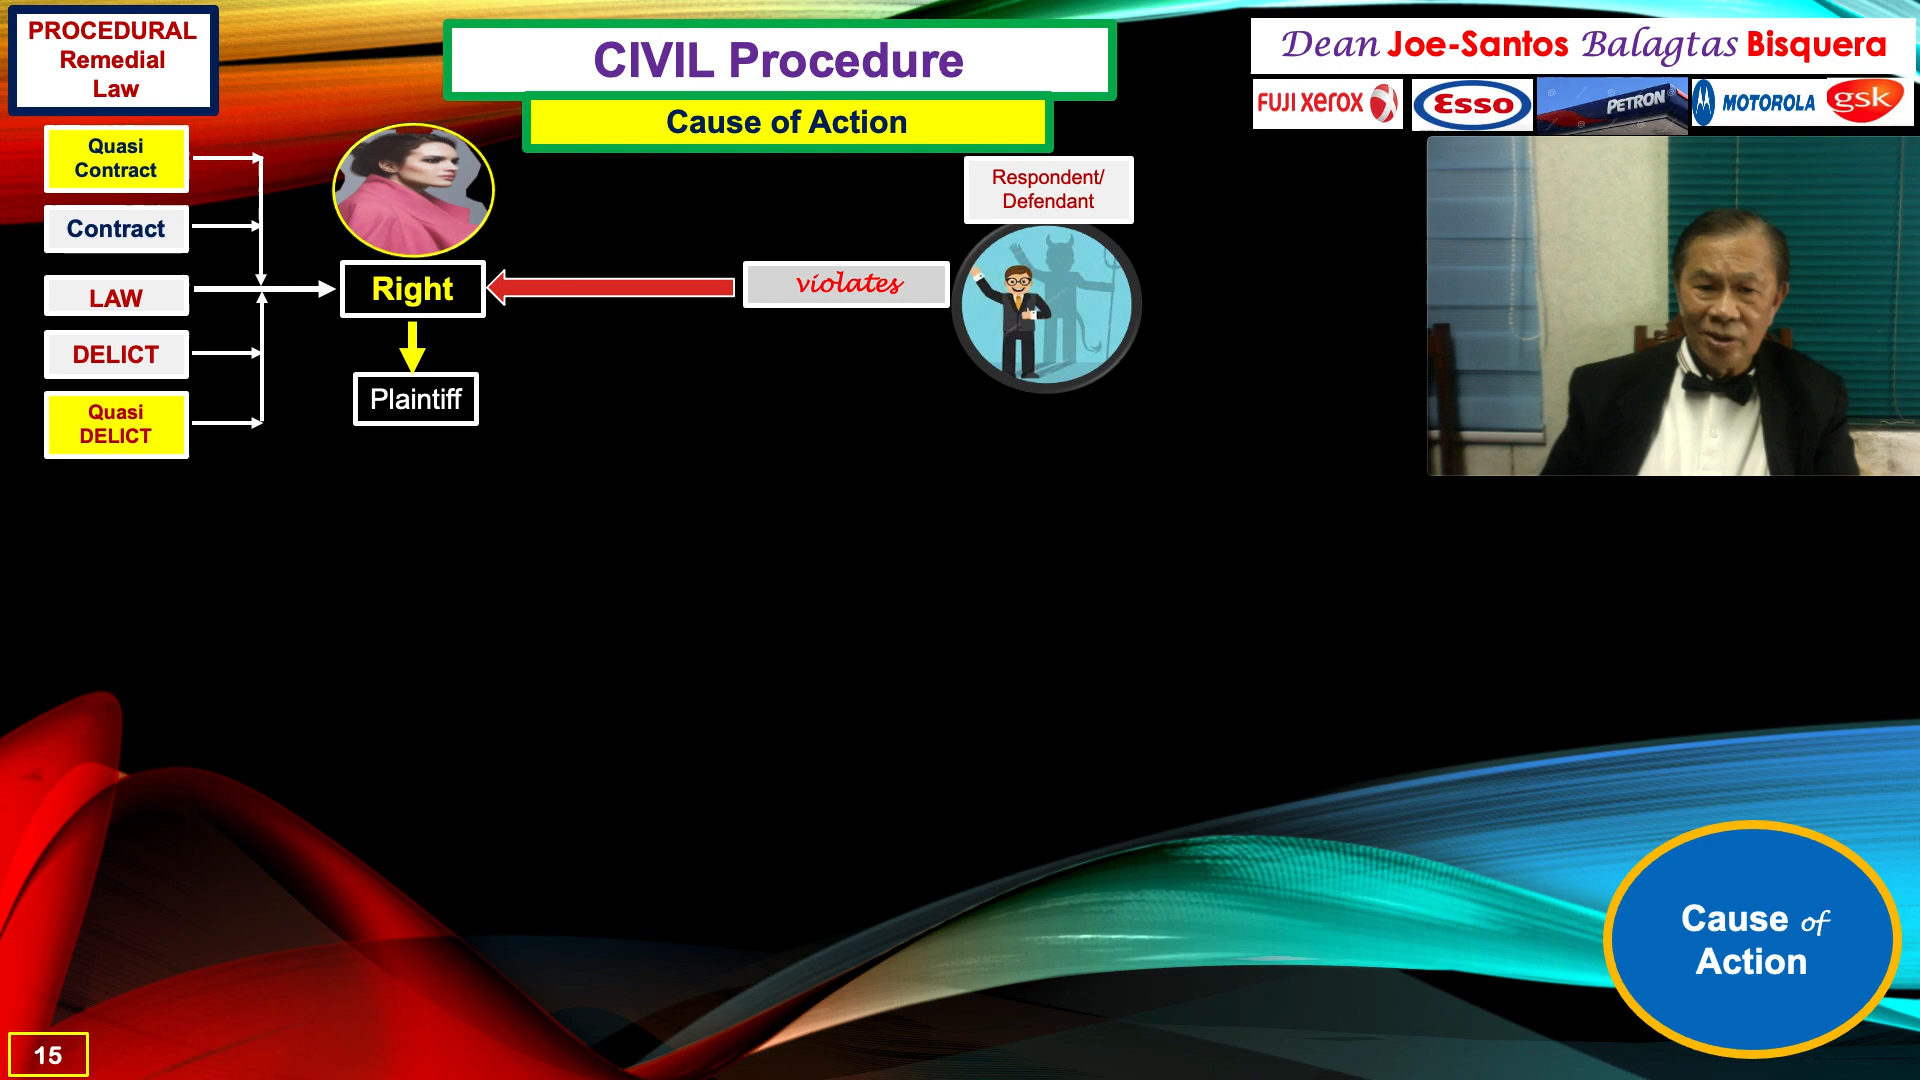 PROCEDURAL
Remedial
Law
CIVIL Procedure
Cause of Action
Dean Joe-Santos Balagtas Bisquera
FUJI XEROX
Esso
PETRON
MOTOROLA
gsk
Quasi
Contract
Contract
LAW
DELICT
Quasi
DELICT
Right
Plaintiff
violates
Respondent/
Defendant
Cause of
Action
15